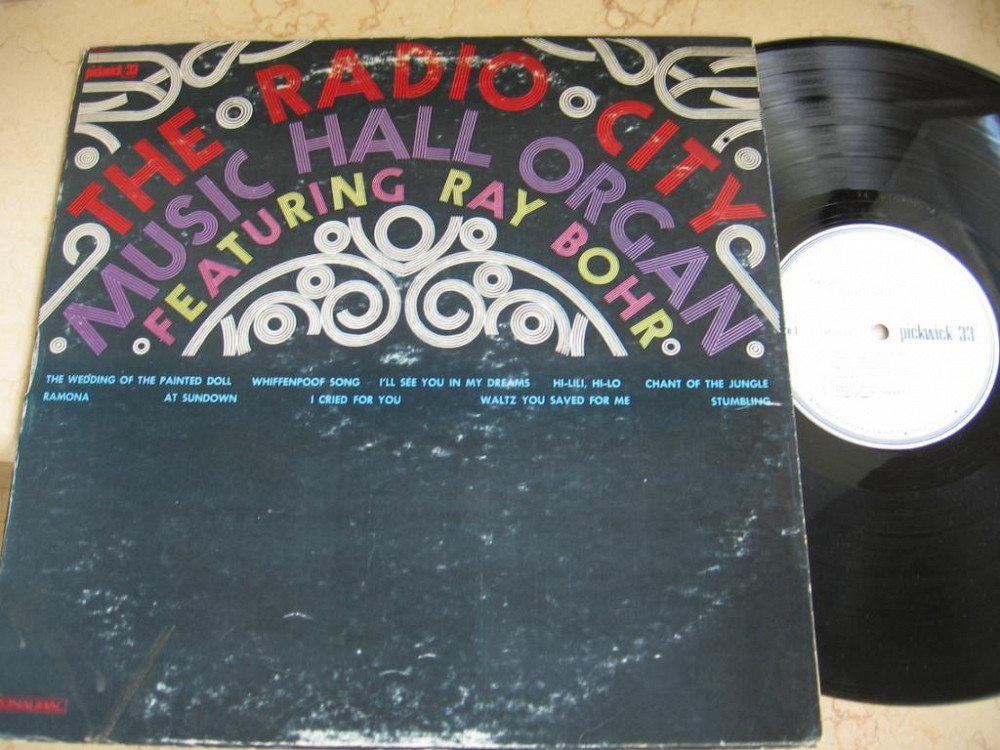 pickwick 33
THE RADIO CITY
MUSIC HALL ORGAN
FEATURING RAY BOHR
THE WEDDING OF THE PAINTED DOLL WHIFFENPOOF SONG I'LL SEE YOU IN MY DREAMS HI-LILI, HI-LO CHANT OF THE JUNGLE
RAMONA AT SUNDOWN I CRIED FOR YOU WALTZ YOU SAVED FOR ME STUMBLING
pickwick 33